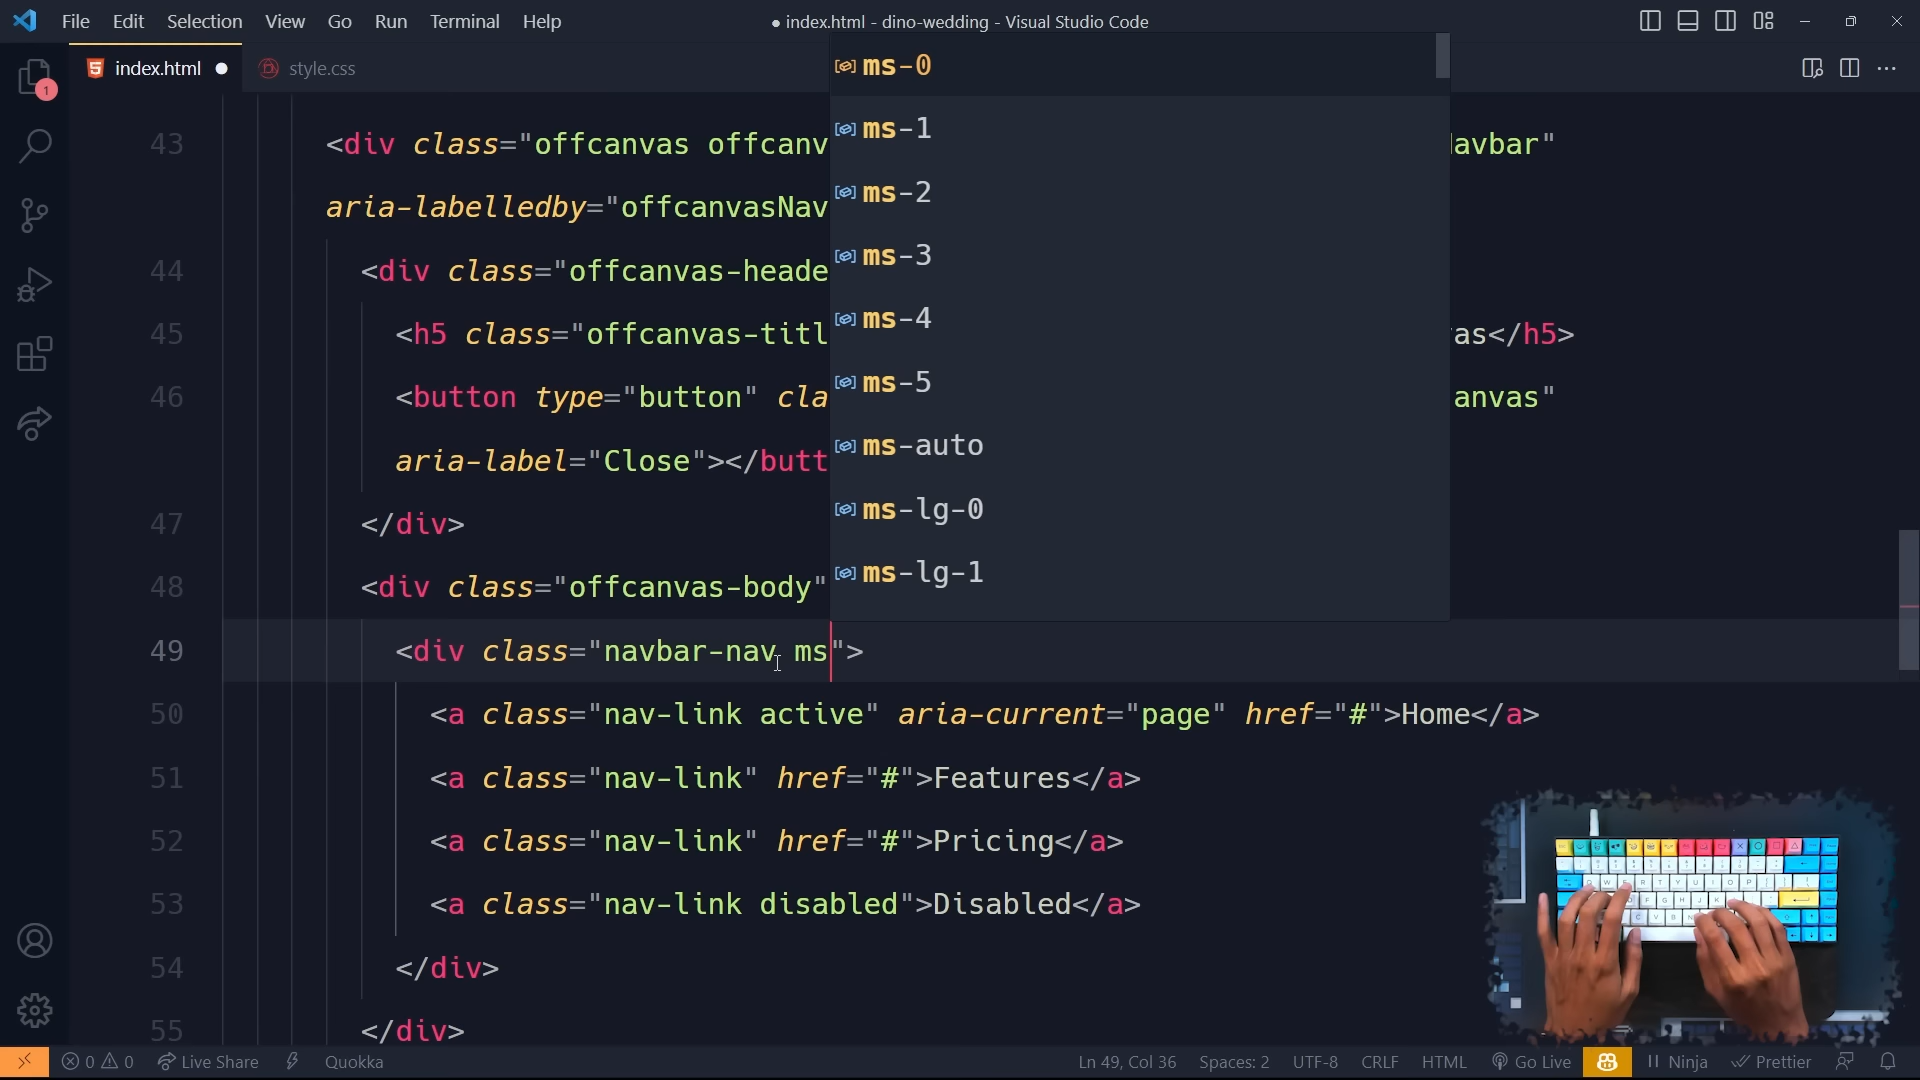 File Edit Selection View Go Run Terminal Help
● index.html - dino-wedding - Visual Studio Code
index.html ●
style.css
1
43 <div class="offcanvas offcanv
avbar"
aria-labelledby="offcanvasNav
44 <div class="offcanvas-heade
45 <h5 class="offcanvas-titl
as</h5>
46 <button type="button" cla
anvas"
aria-label="Close"></butt
47 </div>
48 <div class="offcanvas-body"
49 <div class="navbar-nav ms">
50 <a class="nav-link active" aria-current="page" href="#">Home</a>
51 <a class="nav-link" href="#">Features</a>
52 <a class="nav-link" href="#">Pricing</a>
53 <a class="nav-link disabled">Disabled</a>
54 </div>
55 </div>
ms-0
ms-1
ms-2
ms-3
ms-4
ms-5
ms-auto
ms-lg-0
ms-lg-1
0 0 Live Share Quokka
Ln 49, Col 36 Spaces: 2 UTF-8 CRLF HTML Go Live Ninja Prettier